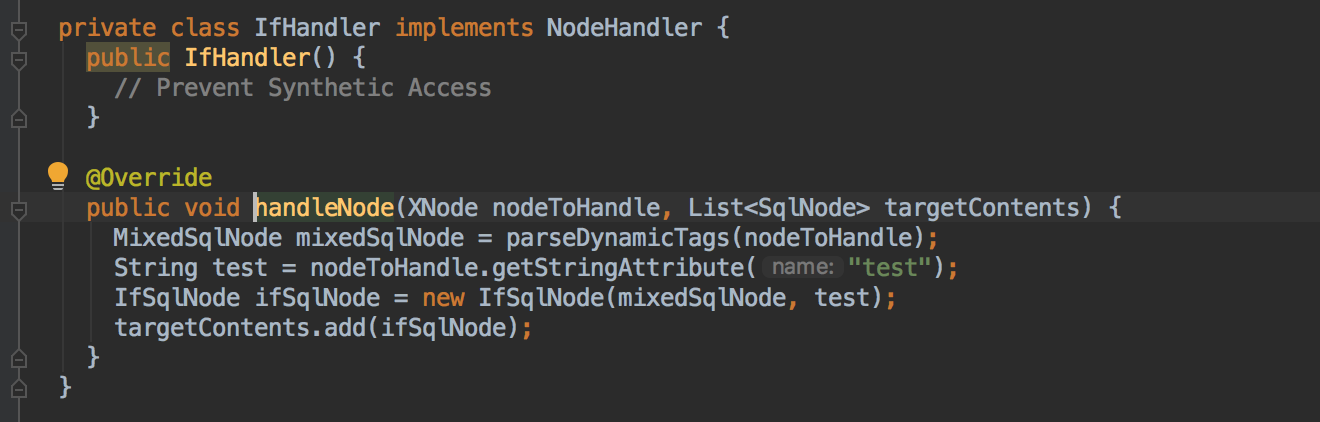 private class IfHandler implements NodeHandler {
public IfHandler() {
// Prevent Synthetic Access
}
@Override
public void handleNode(XNode nodeToHandle, List<SqlNode> targetContents) {
MixedSqlNode mixedSqlNode = parseDynamicTags(nodeToHandle);
String test = nodeToHandle.getStringAttribute( name: "test");
IfSqlNode ifSqlNode = new IfSqlNode(mixedSqlNode, test);
targetContents.add(ifSqlNode);
}
}